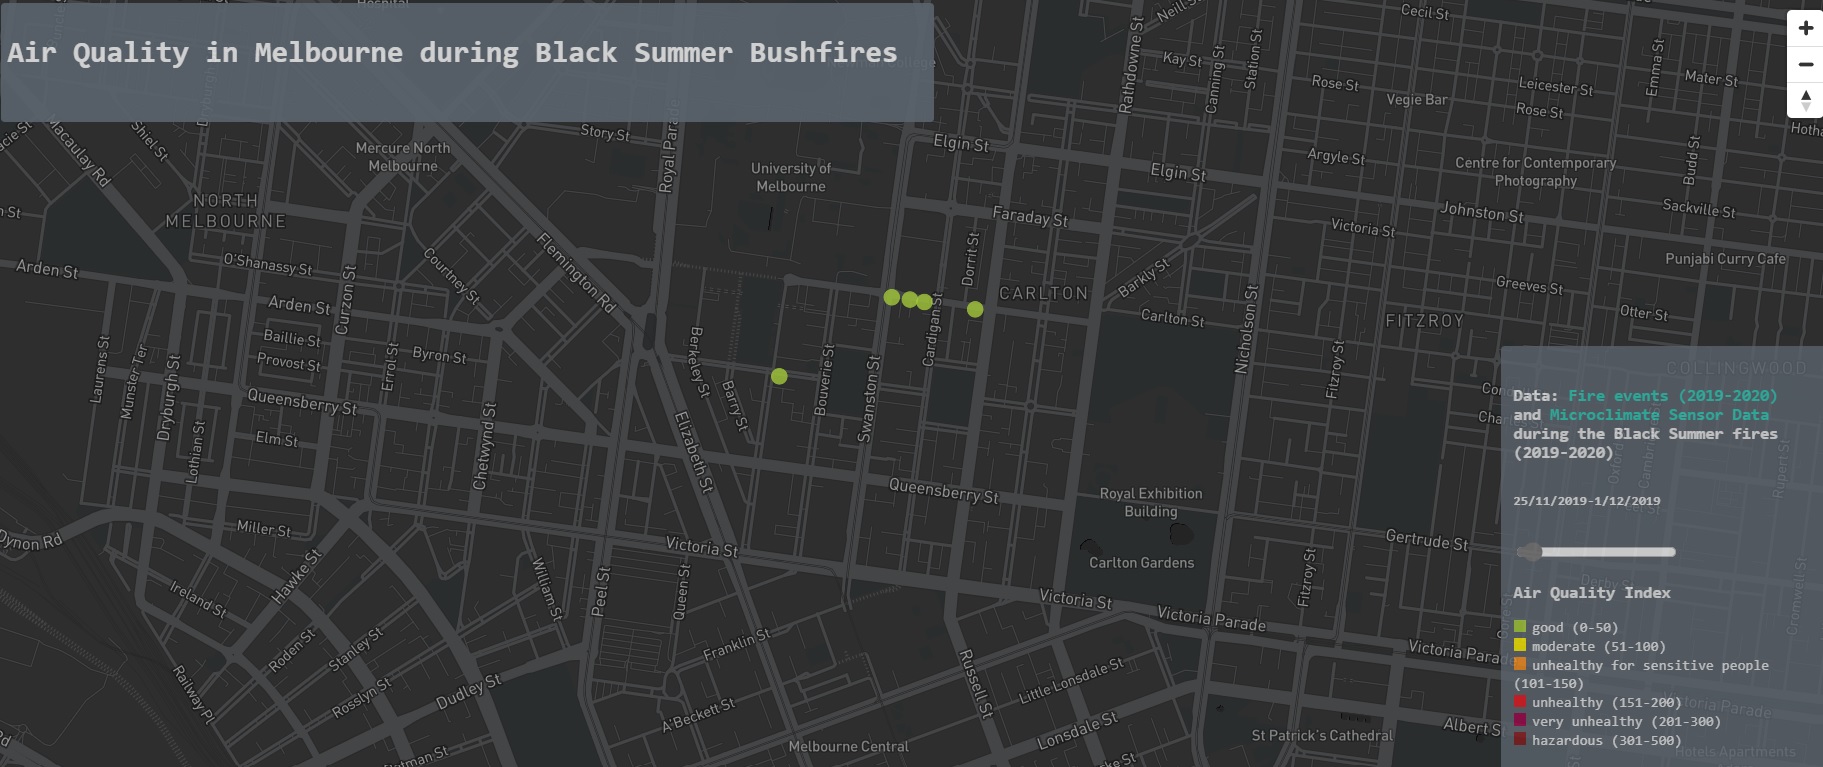 Hospital
Cecil St
Neill St
Air Quality in Melbourne during Black Summer Bushfires
College
Kay St
Canning St
Station St
Rathdowne St
Rose St
Vegie Bar
Leicester St
Rose St
Emma St
Mater St
Macaulay Rd
Shiel St
Dryburgh
Story St
Royal Parade
Mercure North
Melbourne
University of
Melbourne
Elgin St
Elgin St
Argyle St
Centre for Contemporary
Photography
Budd St
NORTH
MELBOURNE
Faraday St
Johnston St
Sackville St
Victoria St
Arden St
O'Shanassy St
Courtney St
Flemington Rd
Dorrit St
CARLTON
Barkly St
Punjabi Curry Cafe
Greeves St
Arden St
Curzon St
Carlton St
Nicholson St
FITZROY
Otter St
Baillie St
Provost St
Byron St
Errol St
Laurens St
Munster Ter
Dryburgh St
Berkeley St
Barry St
Bouverie St
Swanston St
Cardigan St
Fitzroy St
COLLINGWOOD
Queensberry St
Elm St
Lothian St
Chetwynd St
Elizabeth St
Queensberry St
Royal Exhibition
Building
Carlton Gardens
Gertrude St
Data: Fire events (2019-2020)
and Microclimate Sensor Data
during the Black Summer fires
(2019-2020)
25/11/2019-1/12/2019
Air Quality Index
good (0-50)
moderate (51-100)
unhealthy for sensitive people
(101-150)
unhealthy (151-200)
very unhealthy (201-300)
hazardous (301-500)
Rupert St
Derby St
Cromwell St
Dynon Rd
Miller St
Hawke St
Ireland St
Victoria St
William St
Peel St
Queen St
Victoria St
Victoria Parade
Fitzroy St
Victoria Parade
Victoria Parade
Roden St
Stanley St
Rosslyn St
Railway Pl
Dudley St
Franklin St
A'Beckett St
Russell St
Little Lonsdale St
Lonsdale St
Melbourne Central
St Patrick's Cathedral
Albert St
Hotels Apartments